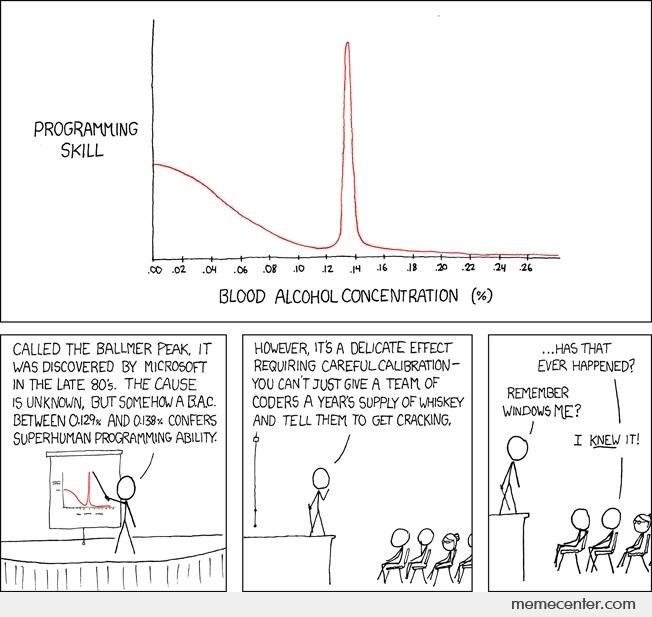 PROGRAMMING
SKILL
.00 .02 .04 .06 .08 .10 .12 .14 .16 .18 .20 .22 .24 .26
BLOOD ALCOHOL CONCENTRATION (%)
CALLED THE BALLMER PEAK, IT
WAS DISCOVERED BY MICROSOFT
IN THE LATE 80's. THE CAUSE
IS UNKNOWN, BUT SOMEHOW A B.A.C.
BETWEEN 0.129% AND 0.138% CONFERS
SUPERHUMAN PROGRAMMING ABILITY.
HOWEVER, IT'S A DELICATE EFFECT
REQUIRING CAREFUL CALIBRATION—
YOU CAN'T JUST GIVE A TEAM OF
CODERS A YEAR'S SUPPLY OF WHISKEY
AND TELL THEM TO GET CRACKING.
...HAS THAT
EVER HAPPENED?
REMEMBER
WINDOWS ME?
I KNEW IT!
memecenter.com